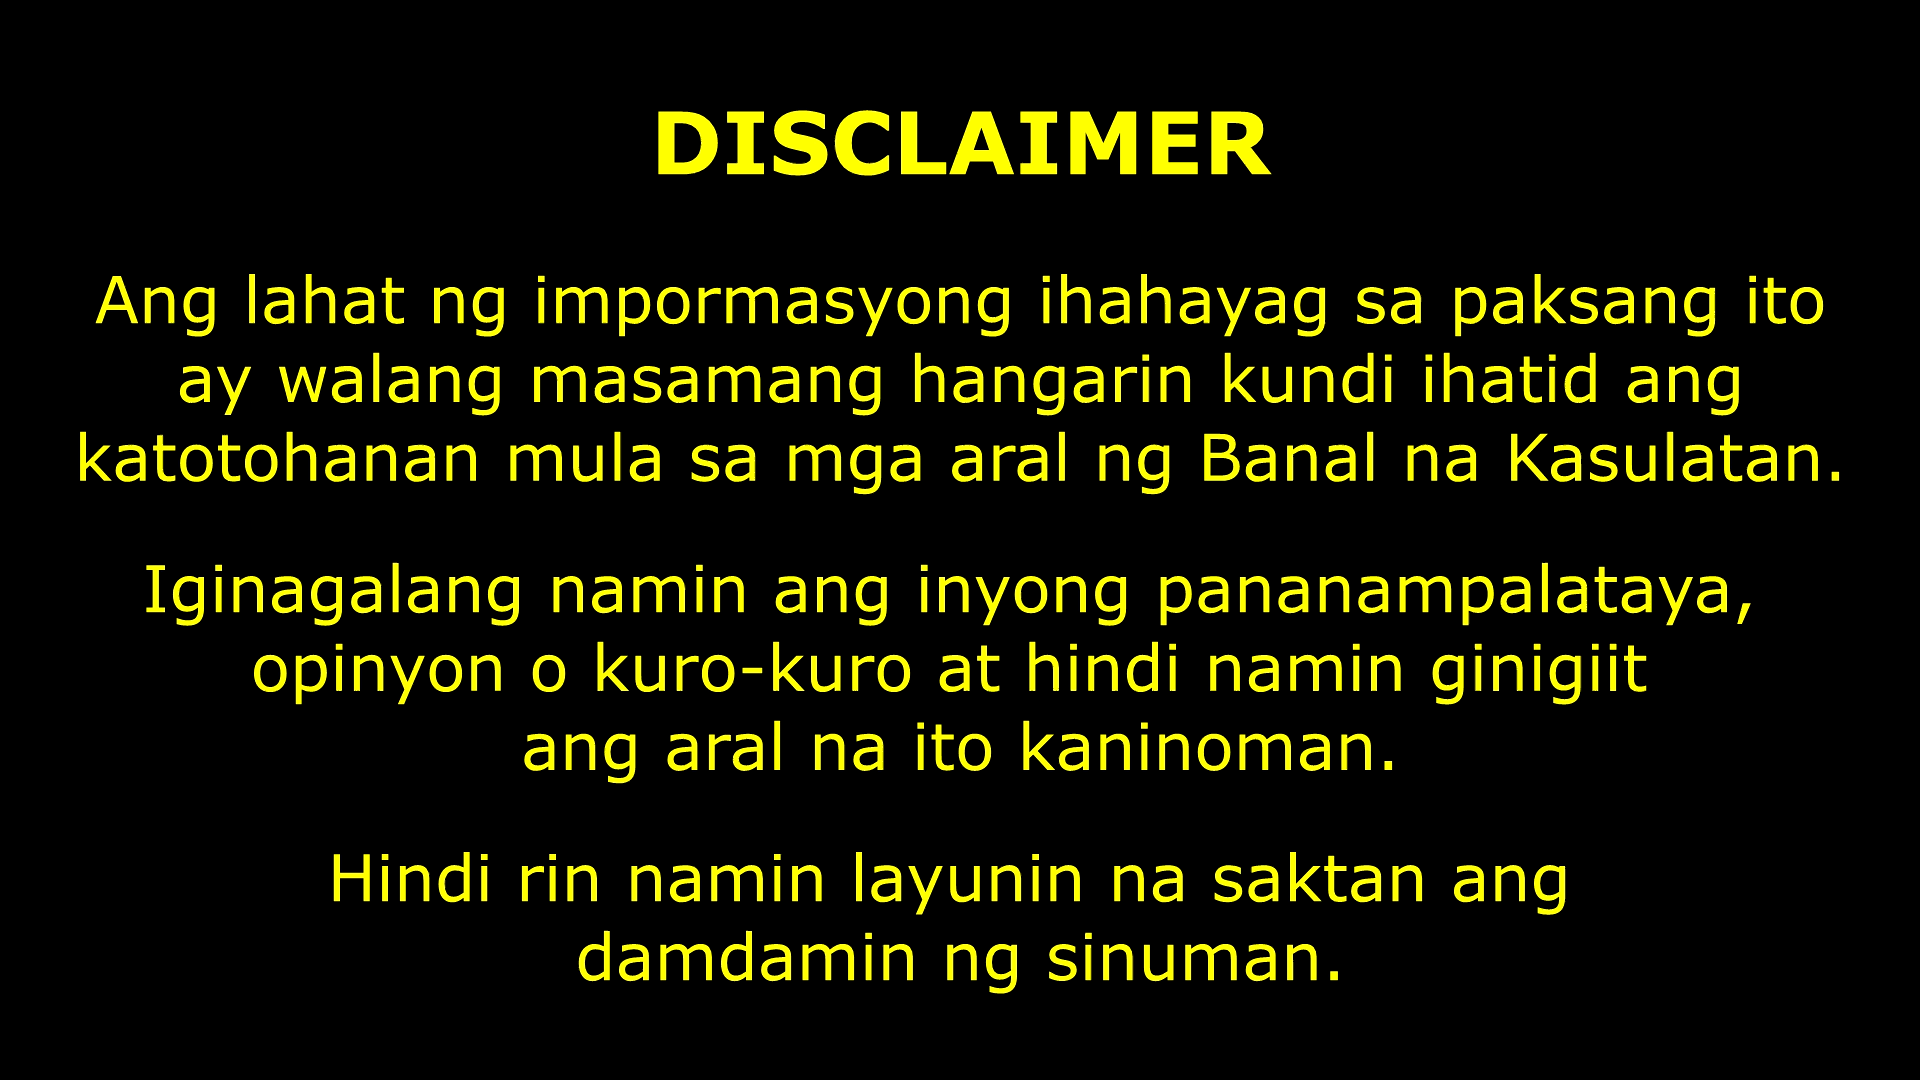 DISCLAIMER
Ang lahat ng impormasyong ihahayag sa paksang ito
ay walang masamang hangarin kundi ihatid ang
katotohanan mula sa mga aral ng Banal na Kasulatan.
Iginagalang namin ang inyong pananampalataya,
opinyon o kuro-kuro at hindi namin ginigiit
ang aral na ito kaninoman.
Hindi rin namin layunin na saktan ang
damdamin ng sinuman.